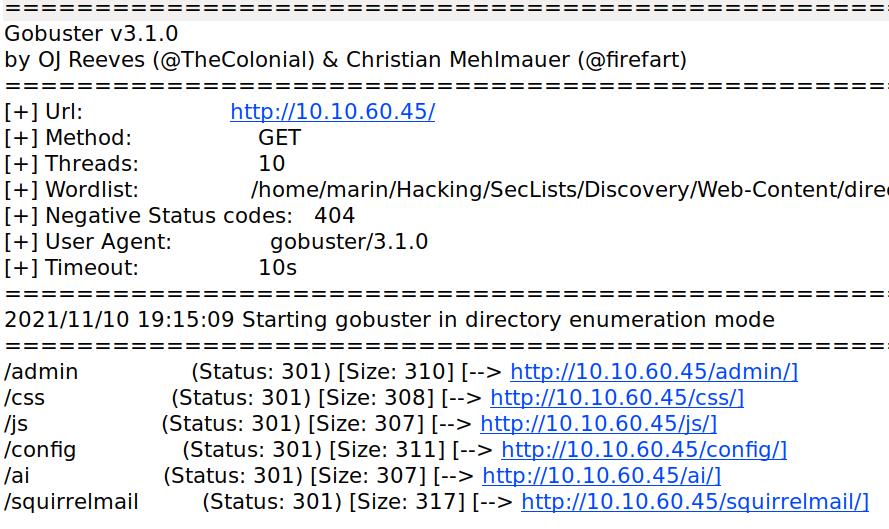 ===============================================================
Gobuster v3.1.0
by OJ Reeves (@TheColonial) & Christian Mehlmauer (@firefart)
===============================================================
[+] Url: http://10.10.60.45/
[+] Method: GET
[+] Threads: 10
[+] Wordlist: /home/marin/Hacking/SecLists/Discovery/Web-Content/direc
[+] Negative Status codes: 404
[+] User Agent: gobuster/3.1.0
[+] Timeout: 10s
===============================================================
2021/11/10 19:15:09 Starting gobuster in directory enumeration mode
===============================================================
/admin (Status: 301) [Size: 310] [--> http://10.10.60.45/admin/]
/css (Status: 301) [Size: 308] [--> http://10.10.60.45/css/]
/js (Status: 301) [Size: 307] [--> http://10.10.60.45/js/]
/config (Status: 301) [Size: 311] [--> http://10.10.60.45/config/]
/ai (Status: 301) [Size: 307] [--> http://10.10.60.45/ai/]
/squirrelmail (Status: 301) [Size: 317] [--> http://10.10.60.45/squirrelmail/]